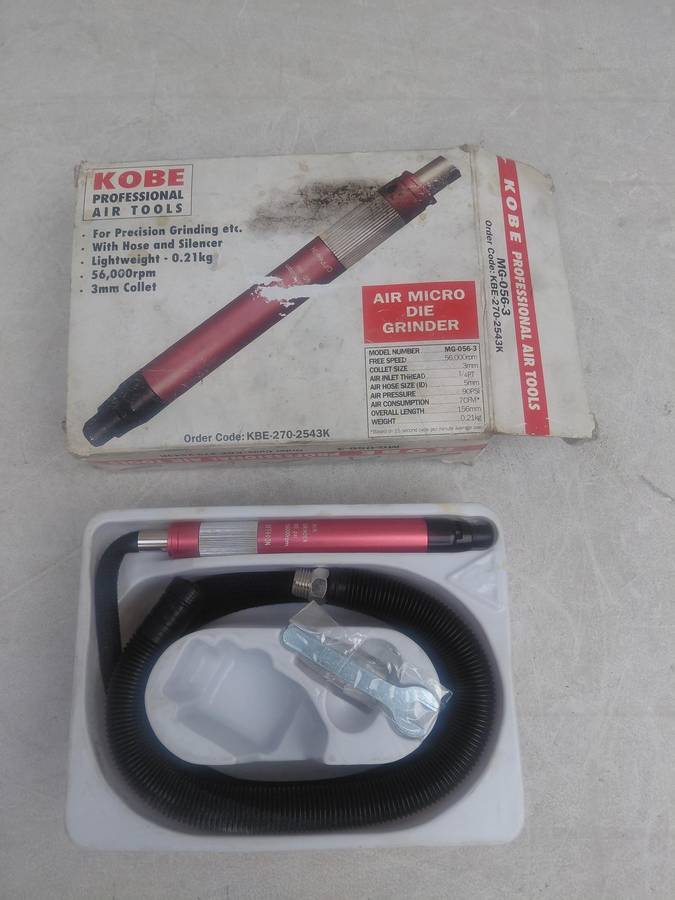 KOBE
PROFESSIONAL
AIR TOOLS
· For Precision Grinding etc.
· With Hose and Silencer
· Lightweight - 0.21kg
· 56,000rpm
· 3mm Collet
AIR MICRO
DIE
GRINDER
MODEL NUMBER MG-056-3
FREE SPEED 56,000rpm
COLLET SIZE 3mm
AIR INLET THREAD 1/4PT
AIR HOSE SIZE (ID) 5mm
AIR PRESSURE 90PSI
AIR CONSUMPTION 7CFM*
OVERALL LENGTH 156mm
WEIGHT 0.21kg
Order Code: KBE-270-2543K
KOBE PROFESSIONAL AIR TOOLS
MG-056-3
Order Code: KBE-270-2543K